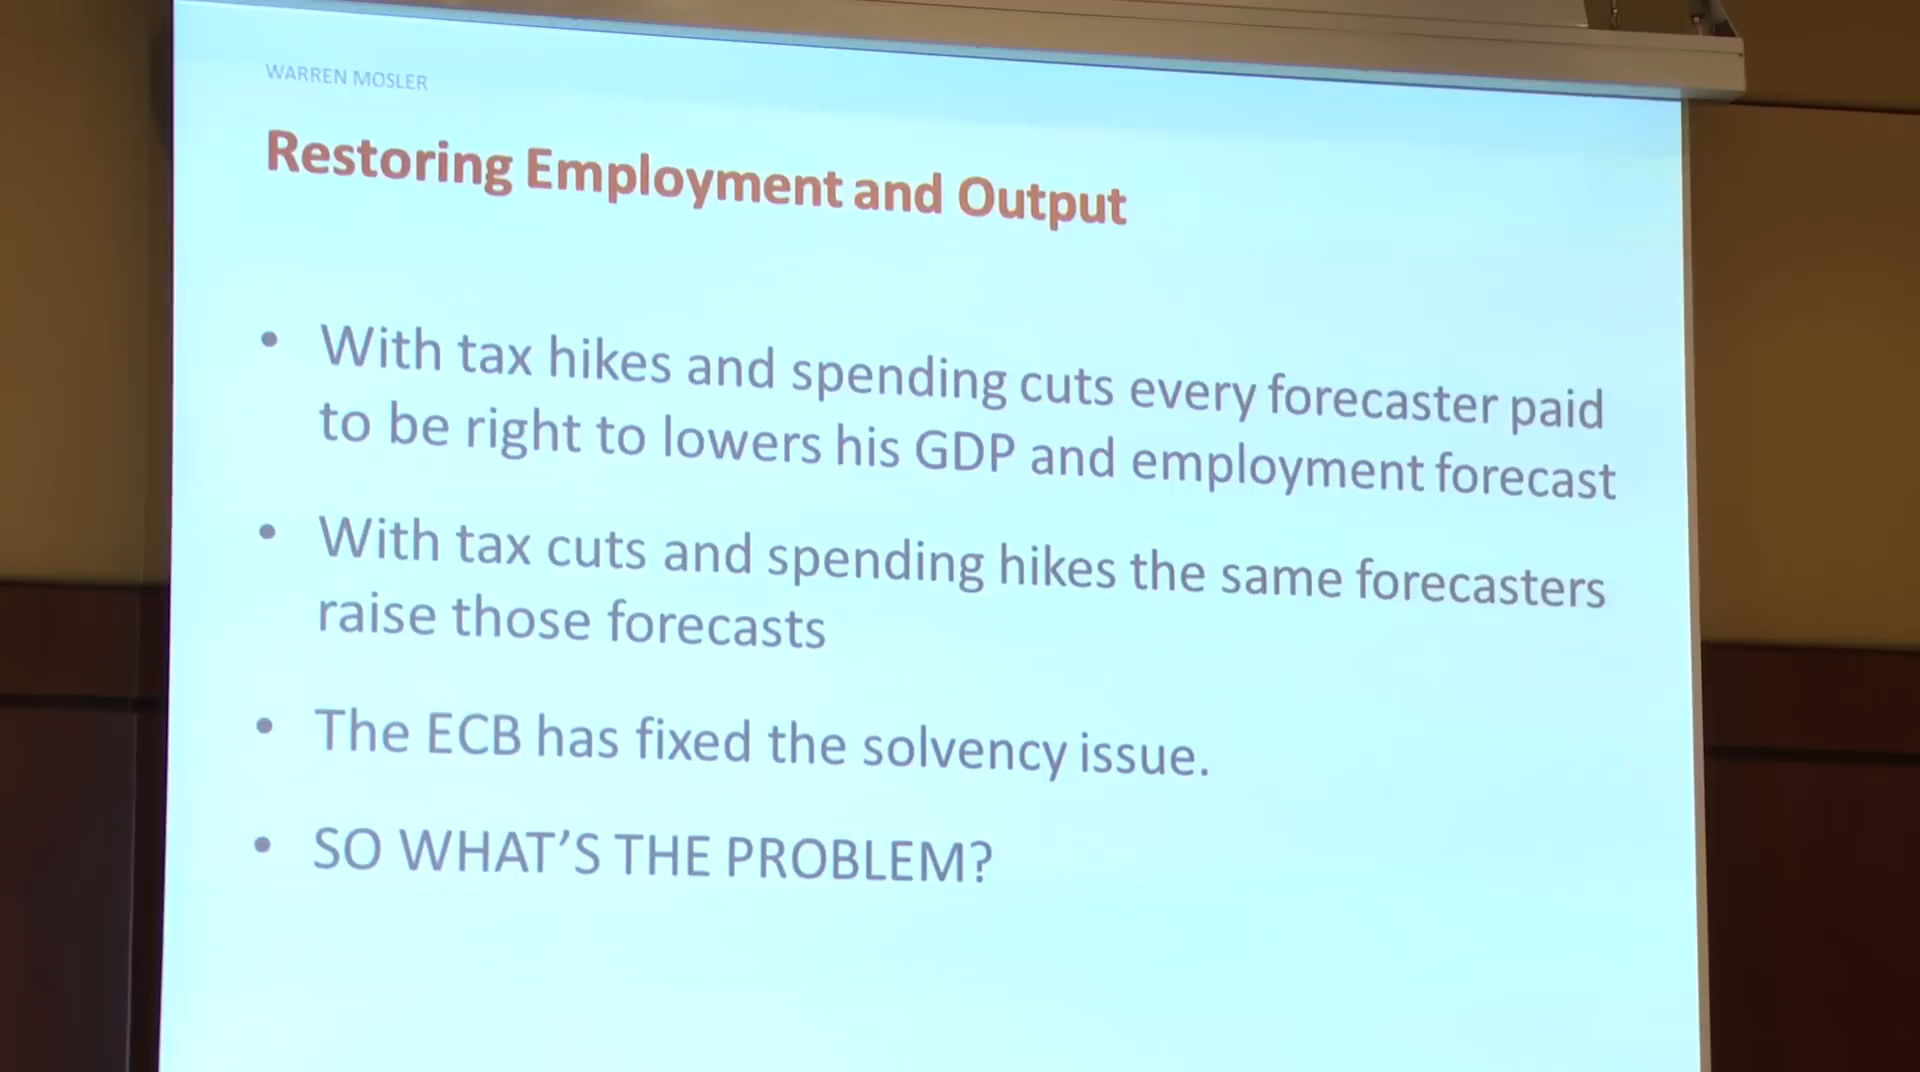 WARREN MOSLER
Restoring Employment and Output
• With tax hikes and spending cuts every forecaster paid
to be right to lowers his GDP and employment forecast
• With tax cuts and spending hikes the same forecasters
raise those forecasts
• The ECB has fixed the solvency issue.
• SO WHAT'S THE PROBLEM?